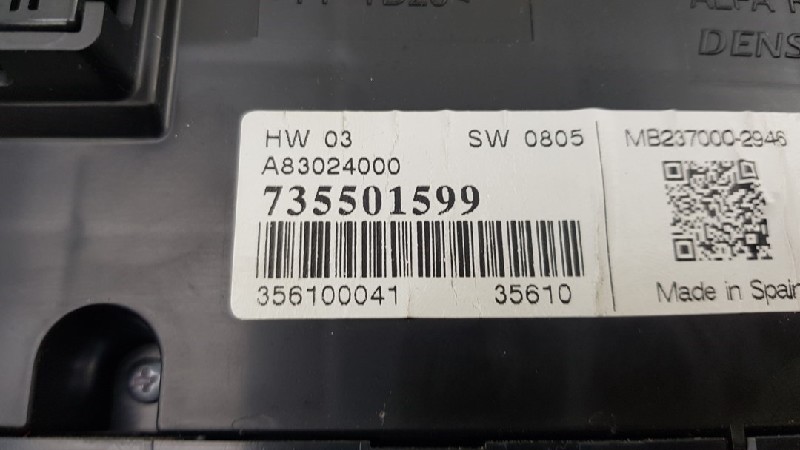 DENS
HW 03 SW 0805 MB237000-2946
A83024000
735501599
356100041 35610 Made in Spain